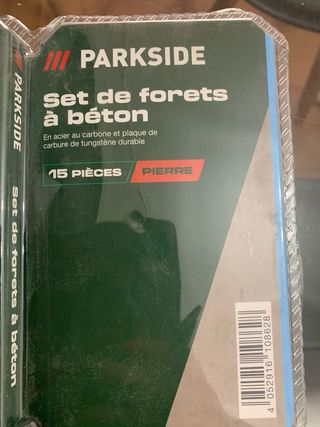 PARKSIDE
Set de forets
à béton
En acier au carbone et plaque de
carbure de tungstène durable
15 PIÈCES
PIERRE
PARKSIDE
Set de forets à béton
4 052916 108628